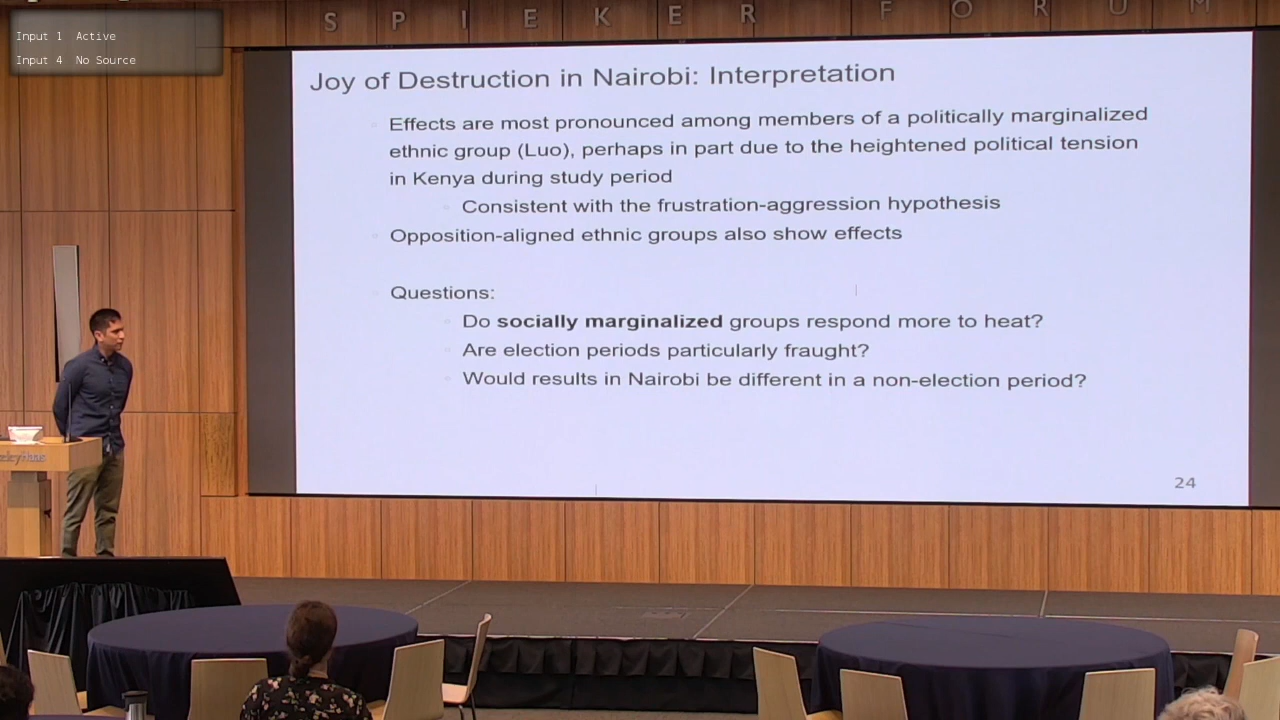 Input 1 Active
Input 4 No Source
SPIEKER FORUM
Joy of Destruction in Nairobi: Interpretation
Effects are most pronounced among members of a politically marginalized
ethnic group (Luo), perhaps in part due to the heightened political tension
in Kenya during study period
Consistent with the frustration-aggression hypothesis
Opposition-aligned ethnic groups also show effects
Questions:
Do socially marginalized groups respond more to heat?
Are election periods particularly fraught?
Would results in Nairobi be different in a non-election period?
24